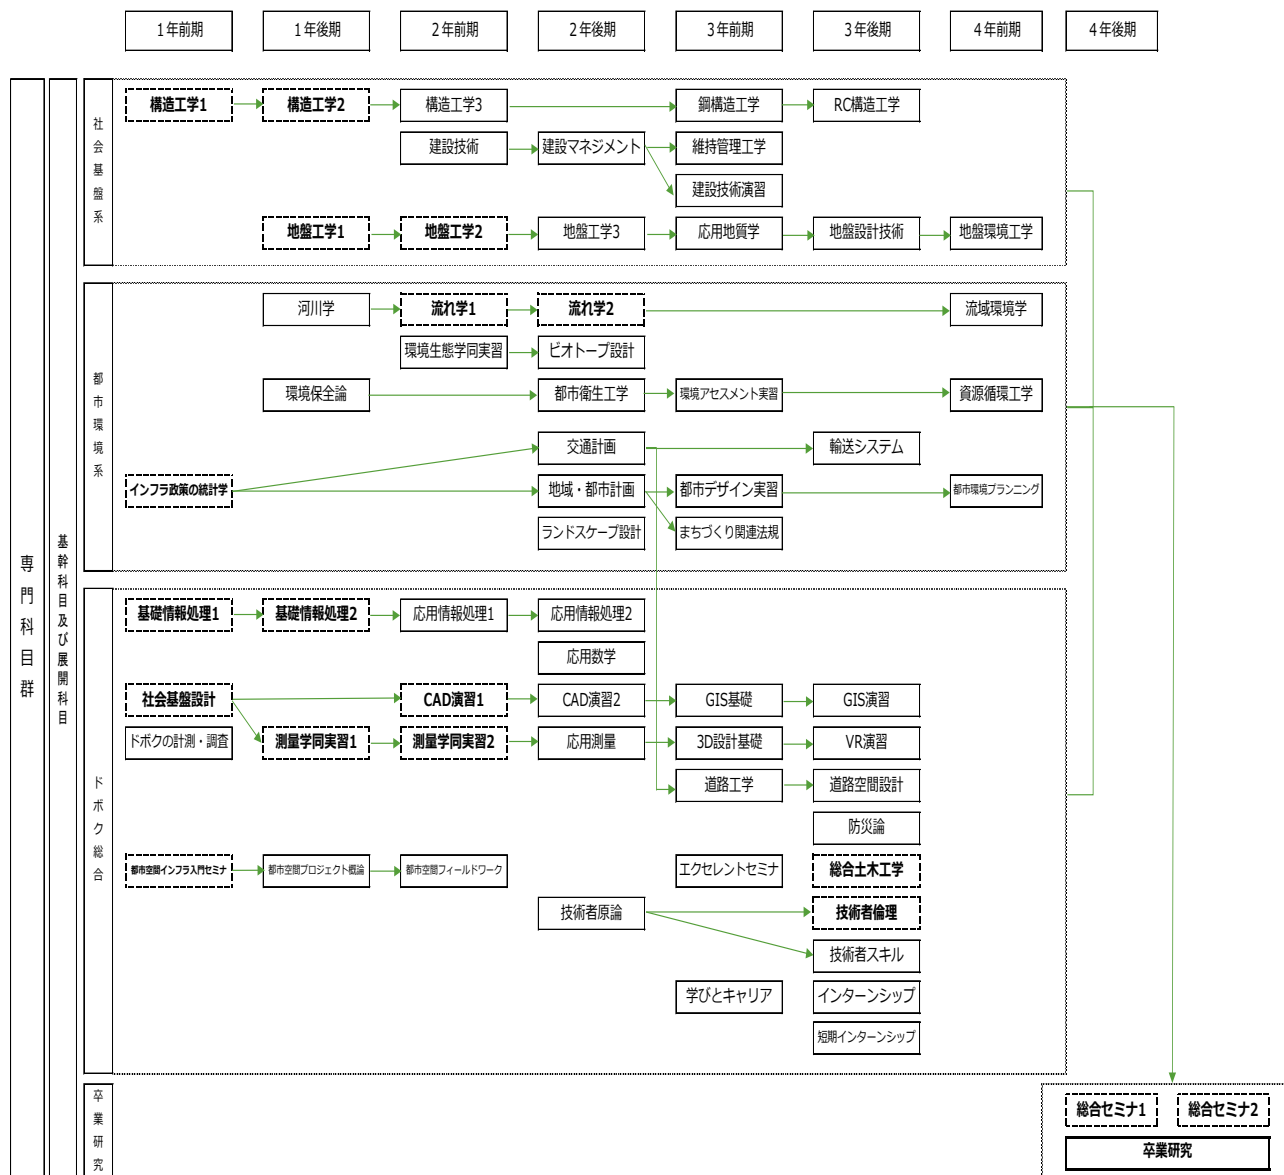 1年前期 1年後期 2年前期 2年後期 3年前期 3年後期 4年前期 4年後期
専門科目群
基幹科目及び展開科目
社会基盤系
構造工学1 構造工学2 構造工学3 鋼構造工学 RC構造工学
建設技術 建設マネジメント 維持管理工学
建設技術演習
地盤工学1 地盤工学2 地盤工学3 応用地質学 地盤設計技術 地盤環境工学
都市環境系
河川学 流れ学1 流れ学2 流域環境学
環境生態学同実習 ビオトープ設計
環境保全論 都市衛生工学 環境アセスメント実習 資源循環工学
交通計画 輸送システム
インフラ政策の統計学 地域・都市計画 都市デザイン実習 都市環境プランニング
ランドスケープ設計 まちづくり関連法規
ドボク総合
基礎情報処理1 基礎情報処理2 応用情報処理1 応用情報処理2
応用数学
社会基盤設計 CAD演習1 CAD演習2 GIS基礎 GIS演習
ドボクの計測・調査 測量学同実習1 測量学同実習2 応用測量 3D設計基礎 VR演習
道路工学 道路空間設計
防災論
都市空間インフラ入門セミナ 都市空間プロジェクト概論 都市空間フィールドワーク エクセレントセミナ 総合土木工学
技術者原論 技術者倫理
技術者スキル
学びとキャリア インターンシップ
短期インターンシップ
卒業研究
総合セミナ1 総合セミナ2
卒業研究